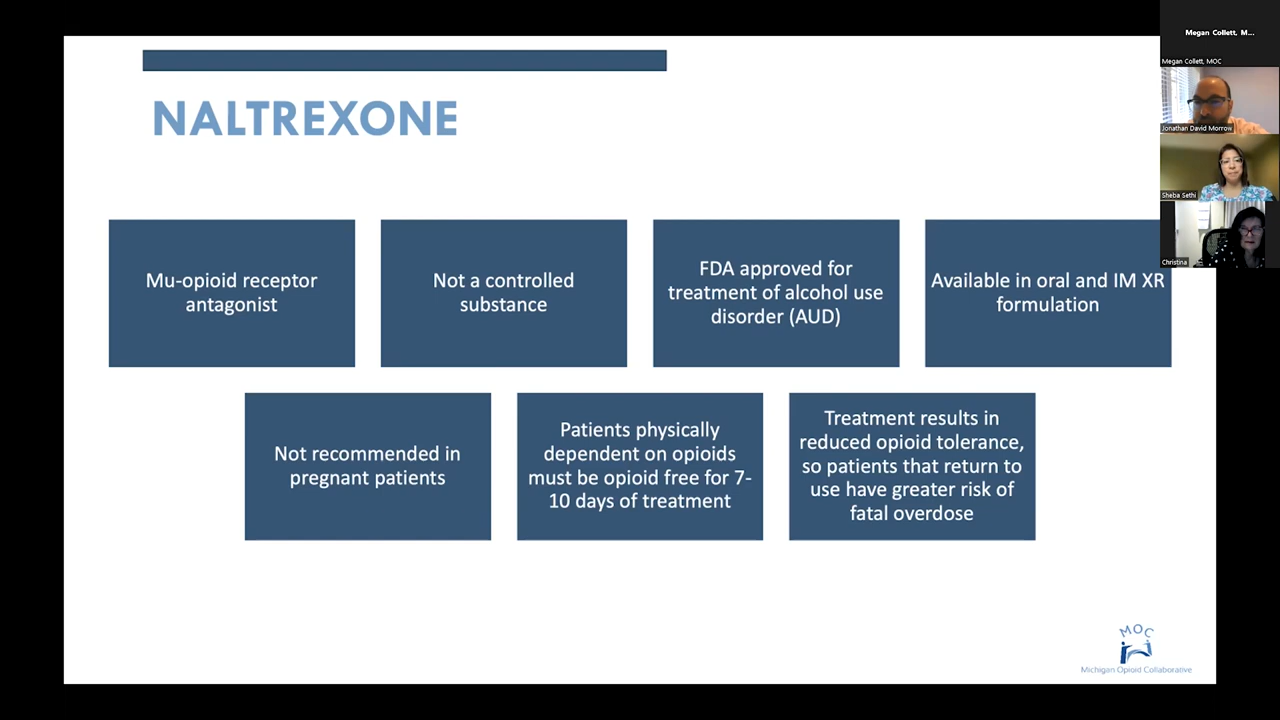 Megan Collett, M...
Megan Collett, MOC
Jonathan David Morrow
Sheba Sethi
Christina
NALTREXONE
Mu-opioid receptor
antagonist
Not a controlled
substance
FDA approved for
treatment of alcohol use
disorder (AUD)
Available in oral and IM XR
formulation
Not recommended in
pregnant patients
Patients physically
dependent on opioids
must be opioid free for 7-
10 days of treatment
Treatment results in
reduced opioid tolerance,
so patients that return to
use have greater risk of
fatal overdose
MOC
Michigan Opioid Collaborative